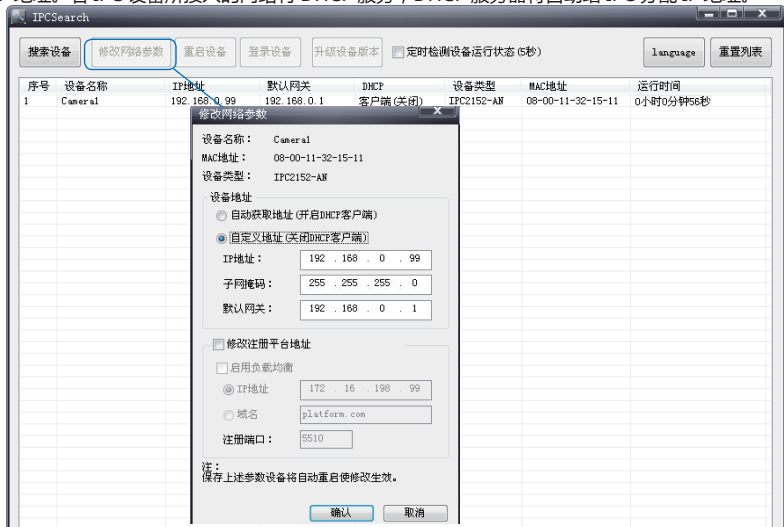 IPCSearch
搜索设备 修改网络参数 重启设备 登录设备 升级设备版本 定时检测设备运行状态(5秒) language 重置列表
序号 设备名称 IP地址 默认网关 DHCP 设备类型 MAC地址 运行时间
1 Camera1 192.168.0.99 192.168.0.1 客户端(关闭) IPC2152-AN 08-00-11-32-15-11 0小时0分钟56秒
修改网络参数
设备名称： Camera1
MAC地址： 08-00-11-32-15-11
设备类型： IPC2152-AN
设备地址
自动获取地址(开启DHCP客户端)
自定义地址(关闭DHCP客户端)
IP地址： 192 . 168 . 0 . 99
子网掩码： 255 . 255 . 255 . 0
默认网关： 192 . 168 . 0 . 1
修改注册平台地址
启用负载均衡
IP地址 172 . 16 . 198 . 99
域名 platform.com
注册端口： 5510
注：
保存上述参数设备将自动重启使修改生效。
确认 取消